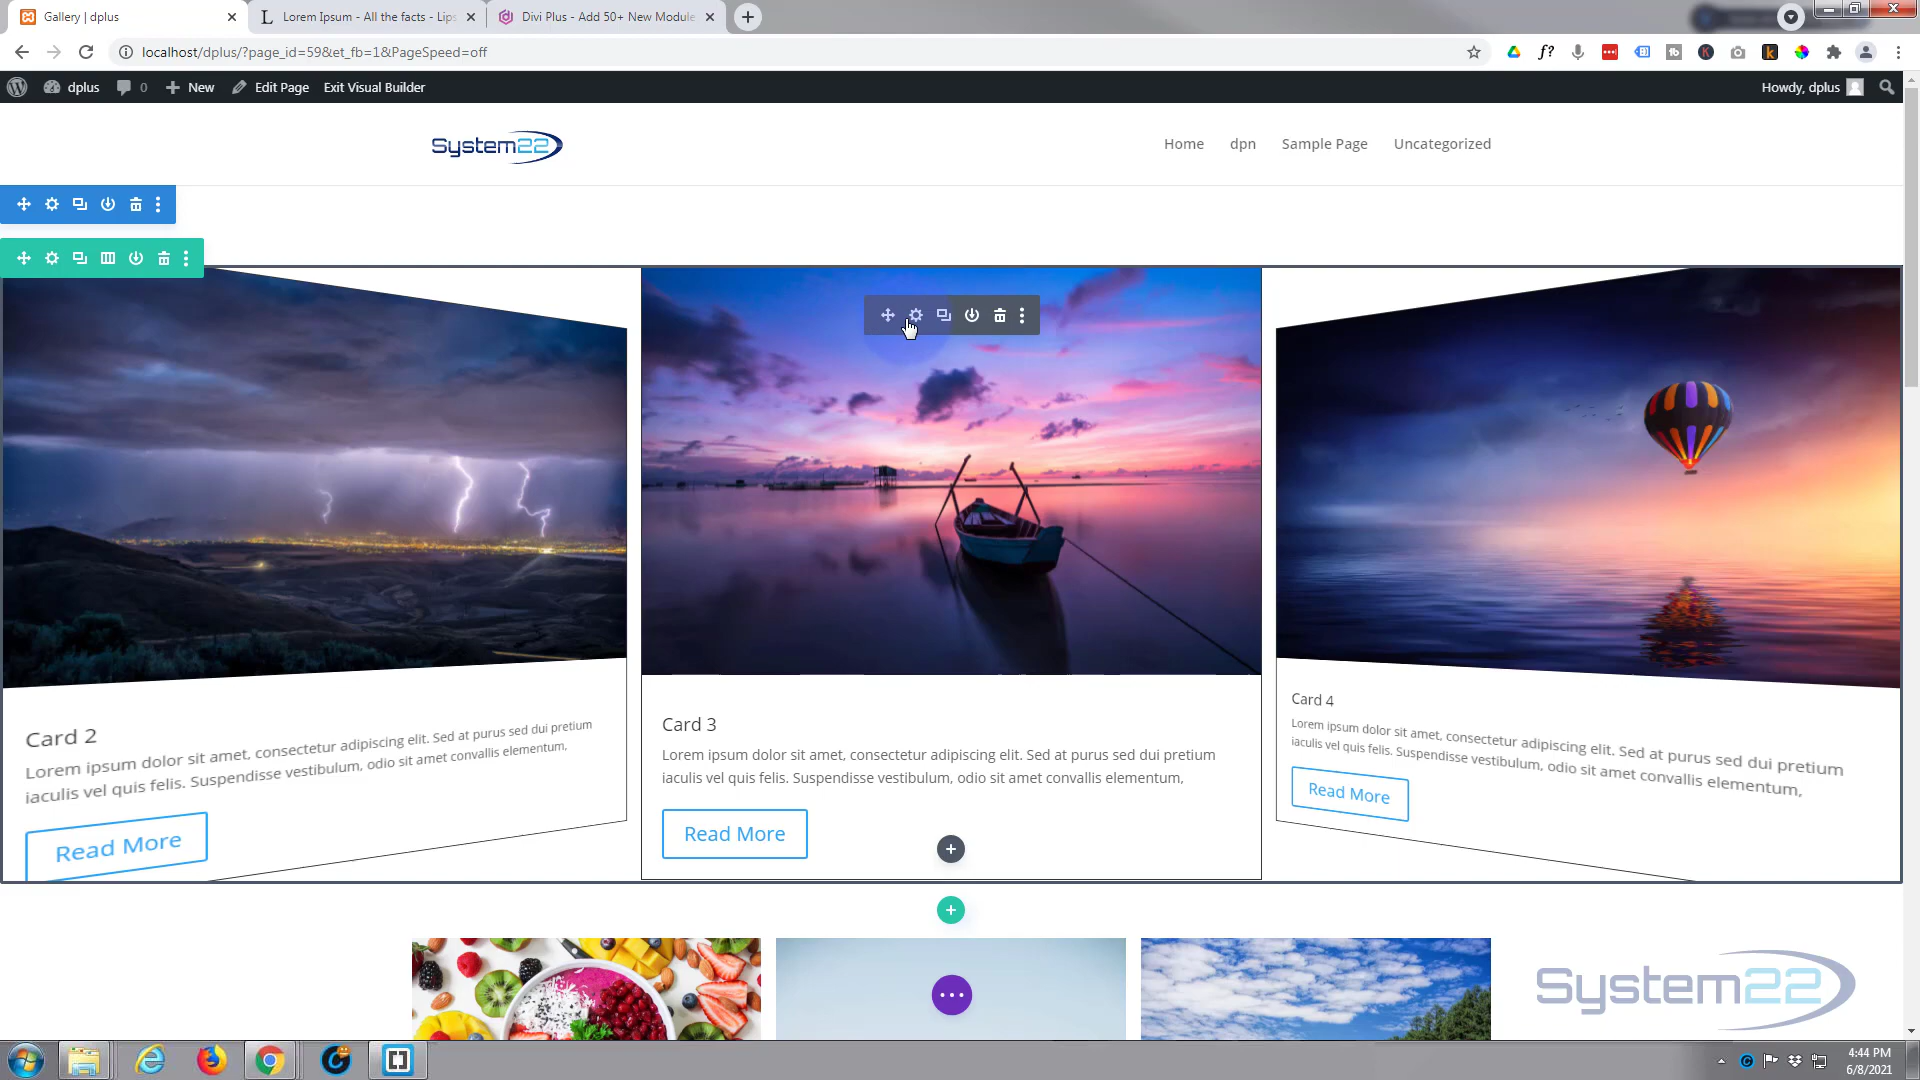 Gallery | dplus
Lorem Ipsum - All the facts - Lips
Divi Plus - Add 50+ New Module
localhost/dplus/?page_id=59&et_fb=1&PageSpeed=off
dplus
0
New
Edit Page
Exit Visual Builder
Howdy, dplus
System22
Home
dpn
Sample Page
Uncategorized
Card 2
Lorem ipsum dolor sit amet, consectetur adipiscing elit. Sed at purus sed dui pretium
iaculis vel quis felis. Suspendisse vestibulum, odio sit amet convallis elementum,
Read More
Card 3
Lorem ipsum dolor sit amet, consectetur adipiscing elit. Sed at purus sed dui pretium
iaculis vel quis felis. Suspendisse vestibulum, odio sit amet convallis elementum,
Read More
Card 4
Lorem ipsum dolor sit amet, consectetur adipiscing elit. Sed at purus sed dui pretium
iaculis vel quis felis. Suspendisse vestibulum, odio sit amet convallis elementum,
Read More
System22
4:44 PM
6/8/2021